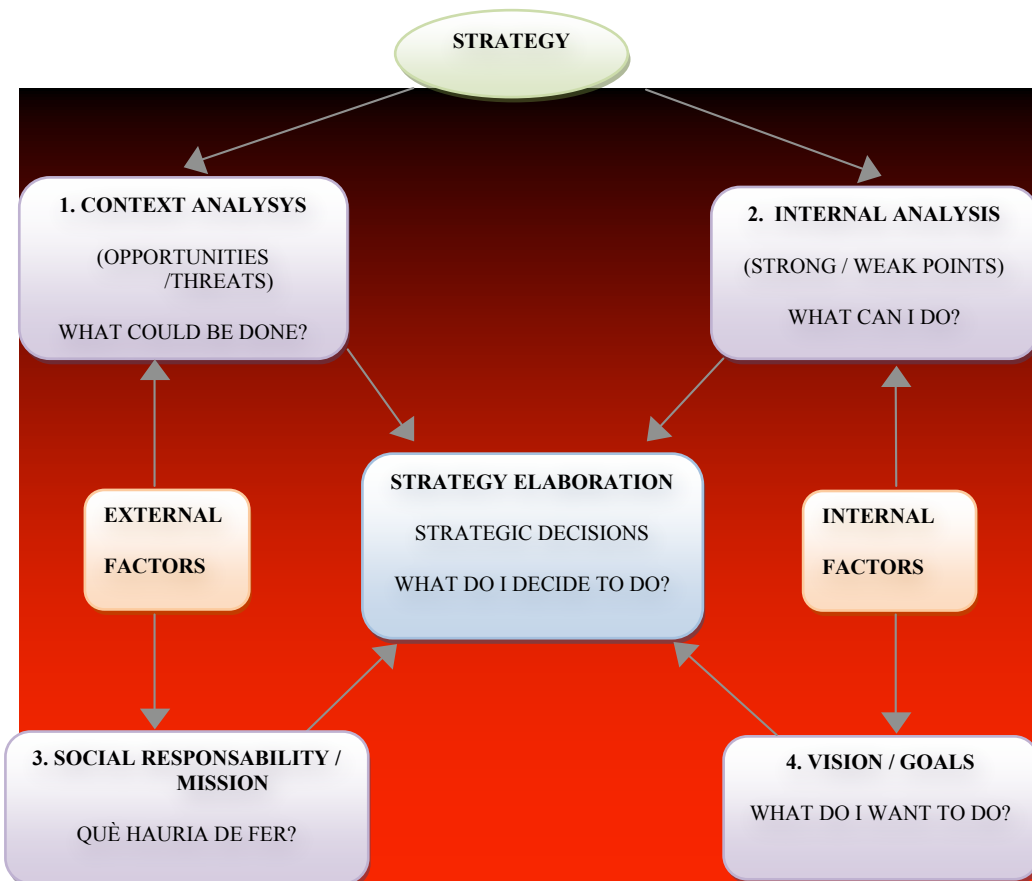 STRATEGY
1. CONTEXT ANALYSYS
(OPPORTUNITIES
/THREATS)
WHAT COULD BE DONE?
2. INTERNAL ANALYSIS
(STRONG / WEAK POINTS)
WHAT CAN I DO?
EXTERNAL
FACTORS
STRATEGY ELABORATION
STRATEGIC DECISIONS
WHAT DO I DECIDE TO DO?
INTERNAL
FACTORS
3. SOCIAL RESPONSABILITY /
MISSION
QUÈ HAURIA DE FER?
4. VISION / GOALS
WHAT DO I WANT TO DO?